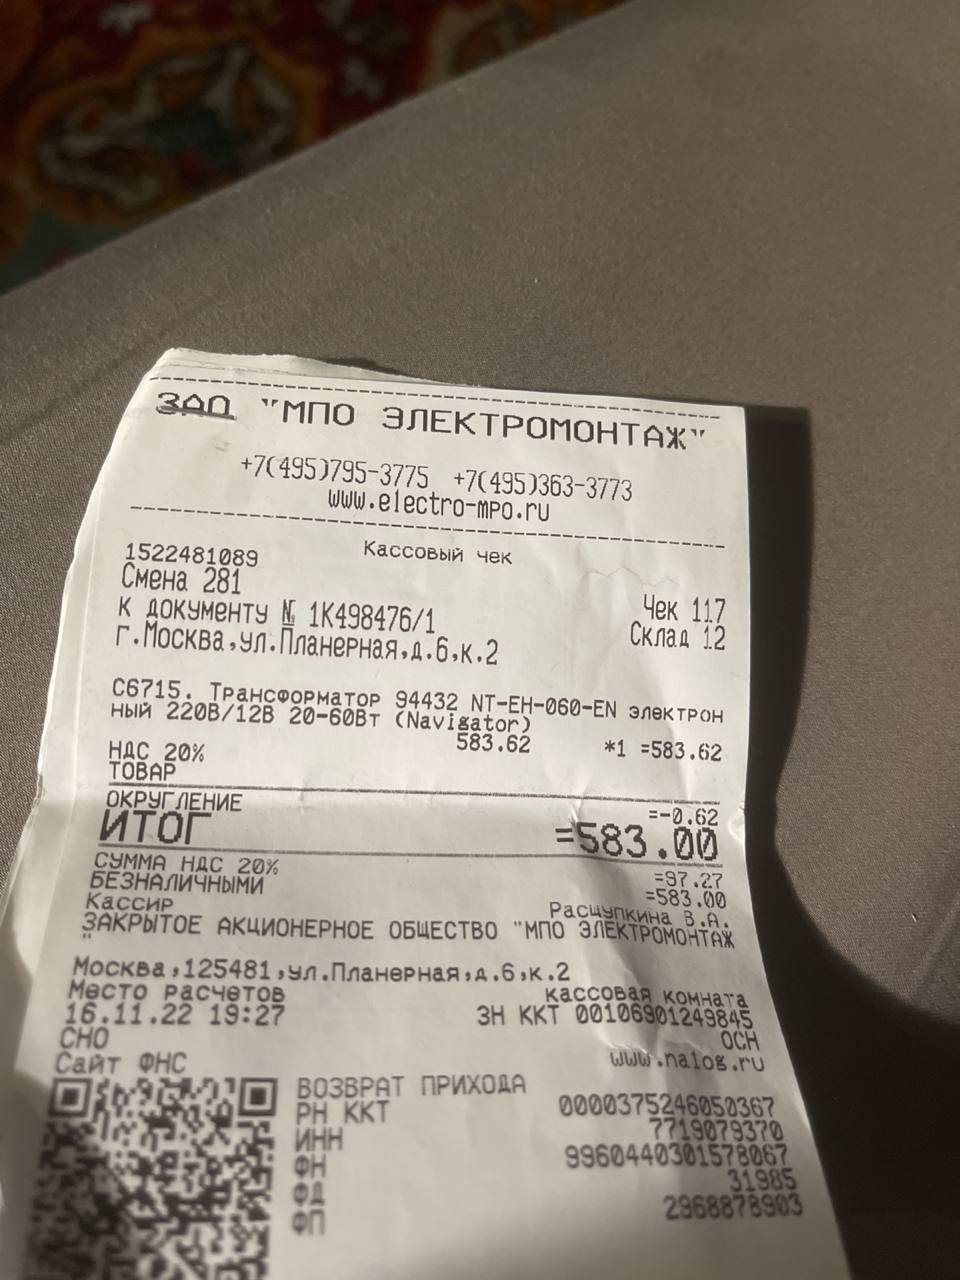 ЗАО "МПО ЭЛЕКТРОМОНТАЖ"
+7(495)795-3775 +7(495)363-3773
www.electro-mpo.ru
Кассовый чек
1522481089
Смена 281 Чек 117
К документу № 1К498476/1 Склад 12
г.Москва,ул.Планерная,д.6,к.2
С6715. Трансформатор 94432 NT-EH-060-EN электрон
ный 220В/12В 20-60Вт (Navigator)
583.62 *1 =583.62
НДС 20%
ТОВАР
ОКРУГЛЕНИЕ =-0.62
ИТОГ =583.00
СУММА НДС 20% =97.27
БЕЗНАЛИЧНЫМИ =583.00
Кассир Расщупкина В.А.
ЗАКРЫТОЕ АКЦИОНЕРНОЕ ОБЩЕСТВО "МПО ЭЛЕКТРОМОНТАЖ
"
Москва,125481,ул.Планерная,д.6,к.2
Место расчетов кассовая комната
16.11.22 19:27 ЗН ККТ 00106901249845
СНО ОСН
Сайт ФНС www.nalog.ru
ВОЗВРАТ ПРИХОДА
РН ККТ 0000375246050367
ИНН 7719079370
ФН 9960440301578067
ФД 31985
ФП 2968878903